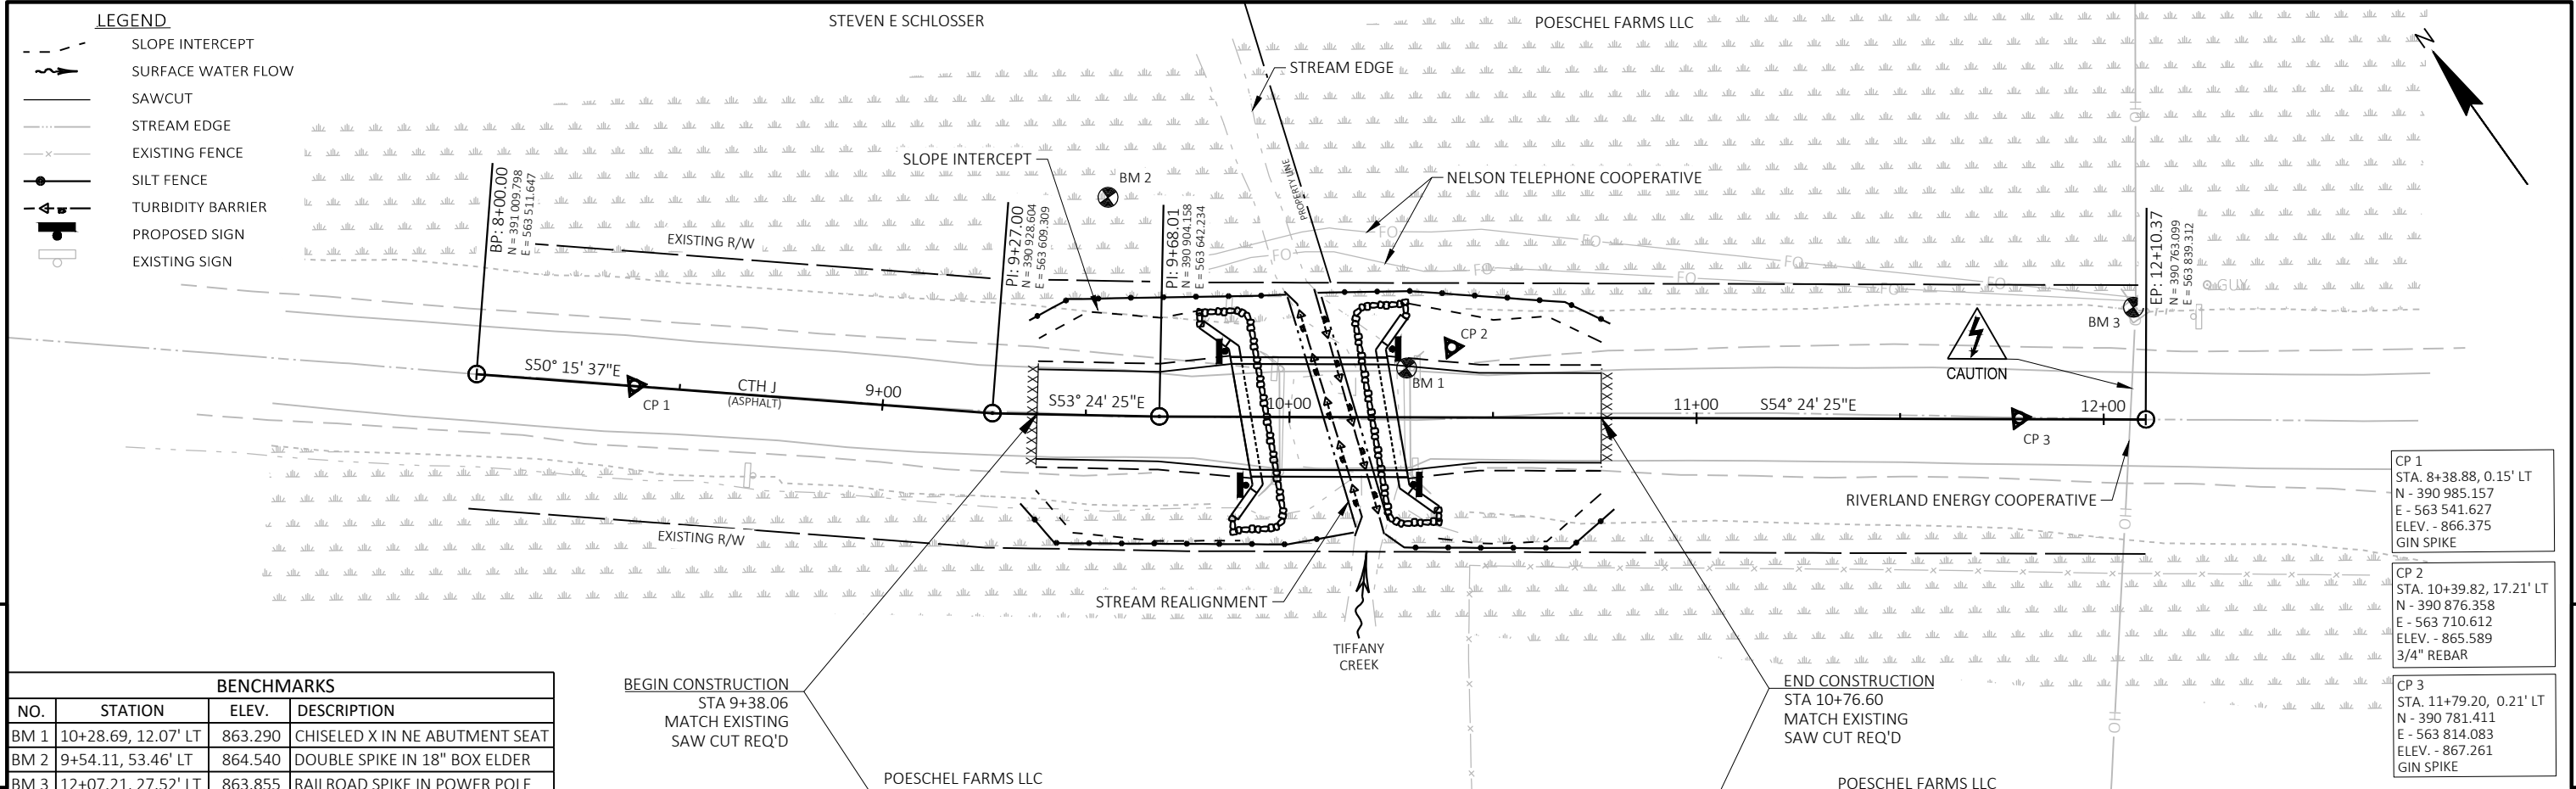 LEGEND
SLOPE INTERCEPT
SURFACE WATER FLOW
SAWCUT
STREAM EDGE
EXISTING FENCE
SILT FENCE
TURBIDITY BARRIER
PROPOSED SIGN
EXISTING SIGN
STEVEN E SCHLOSSER
POESCHEL FARMS LLC
N
STREAM EDGE
SLOPE INTERCEPT
BM 2
PROPERTY LINE
NELSON TELEPHONE COOPERATIVE
BP: 8+00.00
N = 391 009.798
E = 563 511.647
EXISTING R/W
PI: 9+27.00
N = 390 928.604
E = 563 609.309
PI: 9+68.01
N = 390 904.158
E = 563 642.234
FO
FO
FO
FO
FO
FO
FO
FO
FO
OH
EP: 12+10.37
N = 390 763.099
E = 563 839.312
GUY
BM 3
CP 2
BM 1
CAUTION
S50° 15' 37"E
CP 1
CTH J
(ASPHALT)
9+00
S53° 24' 25"E
10+00
11+00
S54° 24' 25"E
12+00
CP 3
EXISTING R/W
RIVERLAND ENERGY COOPERATIVE
OH
OH
STREAM REALIGNMENT
TIFFANY
CREEK
CP 1
STA. 8+38.88, 0.15' LT
N - 390 985.157
E - 563 541.627
ELEV. - 866.375
GIN SPIKE
CP 2
STA. 10+39.82, 17.21' LT
N - 390 876.358
E - 563 710.612
ELEV. - 865.589
3/4" REBAR
CP 3
STA. 11+79.20, 0.21' LT
N - 390 781.411
E - 563 814.083
ELEV. - 867.261
GIN SPIKE
BEGIN CONSTRUCTION
STA 9+38.06
MATCH EXISTING
SAW CUT REQ'D
END CONSTRUCTION
STA 10+76.60
MATCH EXISTING
SAW CUT REQ'D
POESCHEL FARMS LLC
POESCHEL FARMS LLC
BENCHMARKS
NO. STATION ELEV. DESCRIPTION
BM 1 10+28.69, 12.07' LT 863.290 CHISELED X IN NE ABUTMENT SEAT
BM 2 9+54.11, 53.46' LT 864.540 DOUBLE SPIKE IN 18" BOX ELDER
BM 3 12+07.21, 27.52' LT 863.855 RAILROAD SPIKE IN POWER POLE